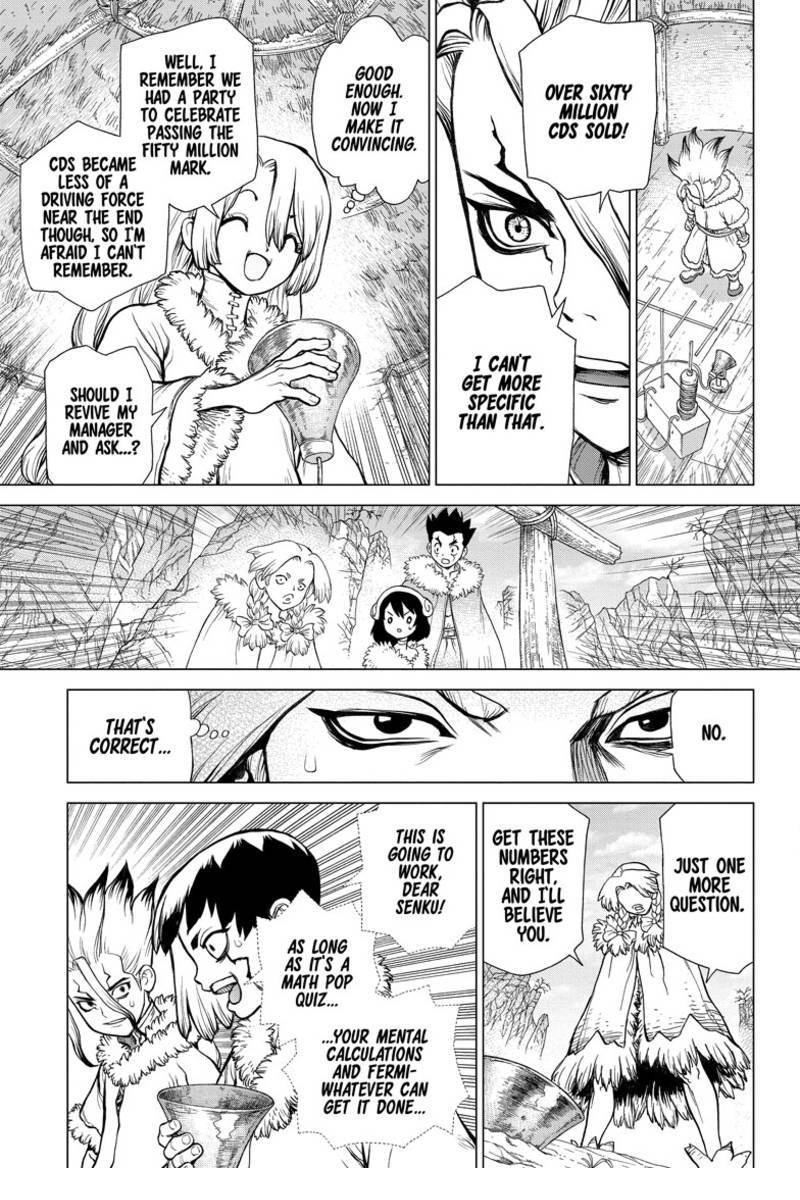 OVER SIXTY
MILLION
CDS SOLD!
I CAN'T
GET MORE
SPECIFIC
THAN THAT.
GOOD
ENOUGH.
NOW I
MAKE IT
CONVINCING.
WELL, I
REMEMBER WE
HAD A PARTY
TO CELEBRATE
PASSING THE
FIFTY MILLION
MARK.
CDS BECAME
LESS OF A
DRIVING FORCE
NEAR THE END
THOUGH, SO I'M
AFRAID I CAN'T
REMEMBER.
SHOULD I
REVIVE MY
MANAGER
AND ASK...?
NO.
THAT'S
CORRECT...
JUST ONE
MORE
QUESTION.
GET THESE
NUMBERS
RIGHT,
AND I'LL
BELIEVE
YOU.
THIS IS
GOING TO
WORK,
DEAR
SENKU!
AS LONG
AS IT'S A
MATH POP
QUIZ...
...YOUR MENTAL
CALCULATIONS
AND FERMI-
WHATEVER CAN
GET IT DONE...